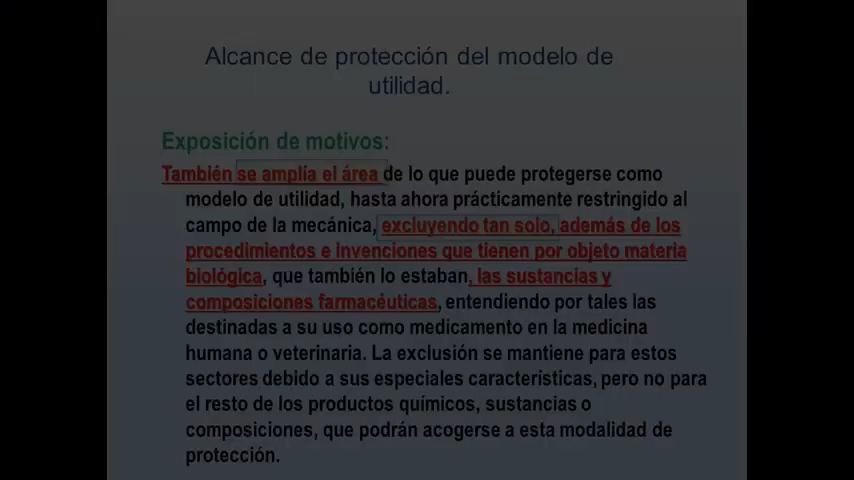 Alcance de protección del modelo de
utilidad.
Exposición de motivos:
También se amplía el área de lo que puede protegerse como
modelo de utilidad, hasta ahora prácticamente restringido al
campo de la mecánica, excluyendo tan solo, además de los
procedimientos e invenciones que tienen por objeto materia
biológica, que también lo estaban, las sustancias y
composiciones farmacéuticas, entendiendo por tales las
destinadas a su uso como medicamento en la medicina
humana o veterinaria. La exclusión se mantiene para estos
sectores debido a sus especiales características, pero no para
el resto de los productos químicos, sustancias o
composiciones, que podrán acogerse a esta modalidad de
protección.